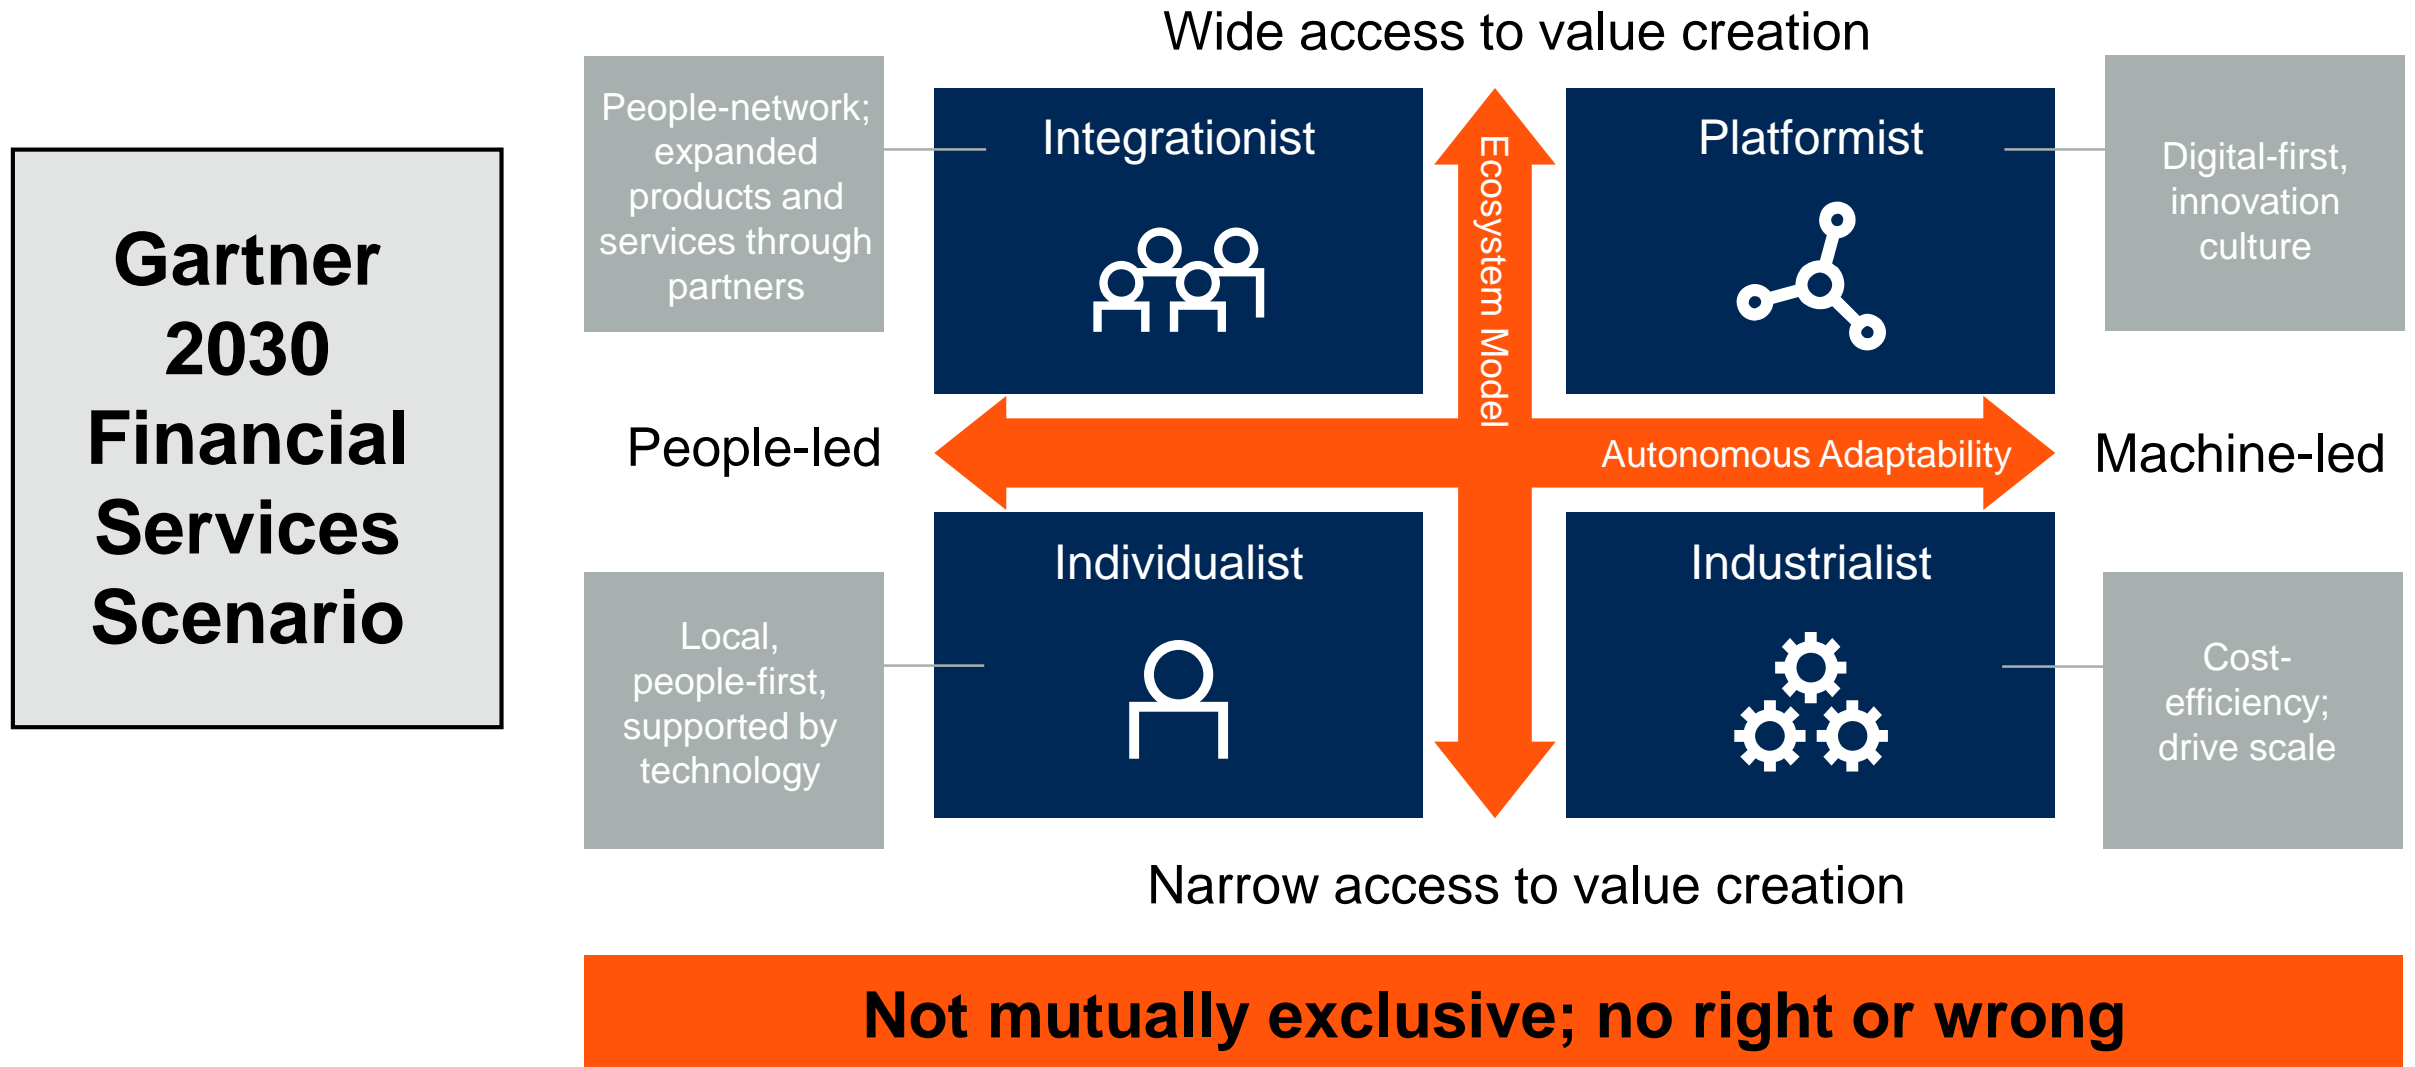 Gartner
2030
Financial
Services
Scenario
Wide access to value creation
People-network;
expanded
products and
services through
partners
Integrationist
Ecosystem Model
Platformist
Digital-first,
innovation
culture
People-led
Autonomous Adaptability
Machine-led
Local,
people-first,
supported by
technology
Individualist
Industrialist
Cost-
efficiency;
drive scale
Narrow access to value creation
Not mutually exclusive; no right or wrong